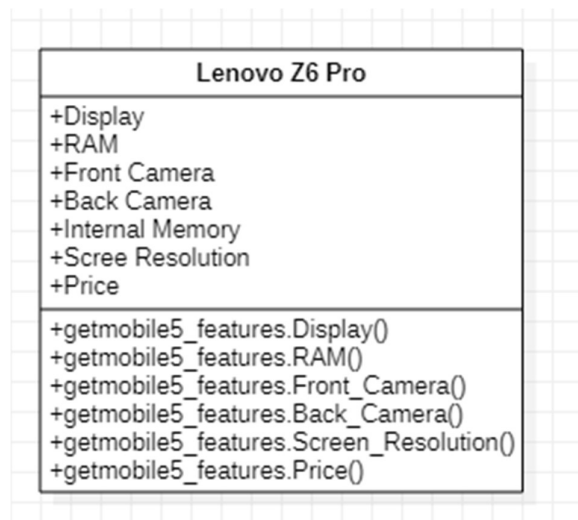 Lenovo Z6 Pro
+Display
+RAM
+Front Camera
+Back Camera
+Internal Memory
+Scree Resolution
+Price
+getmobile5_features.Display()
+getmobile5_features.RAM()
+getmobile5_features.Front_Camera()
+getmobile5_features.Back_Camera()
+getmobile5_features.Screen_Resolution()
+getmobile5_features.Price()